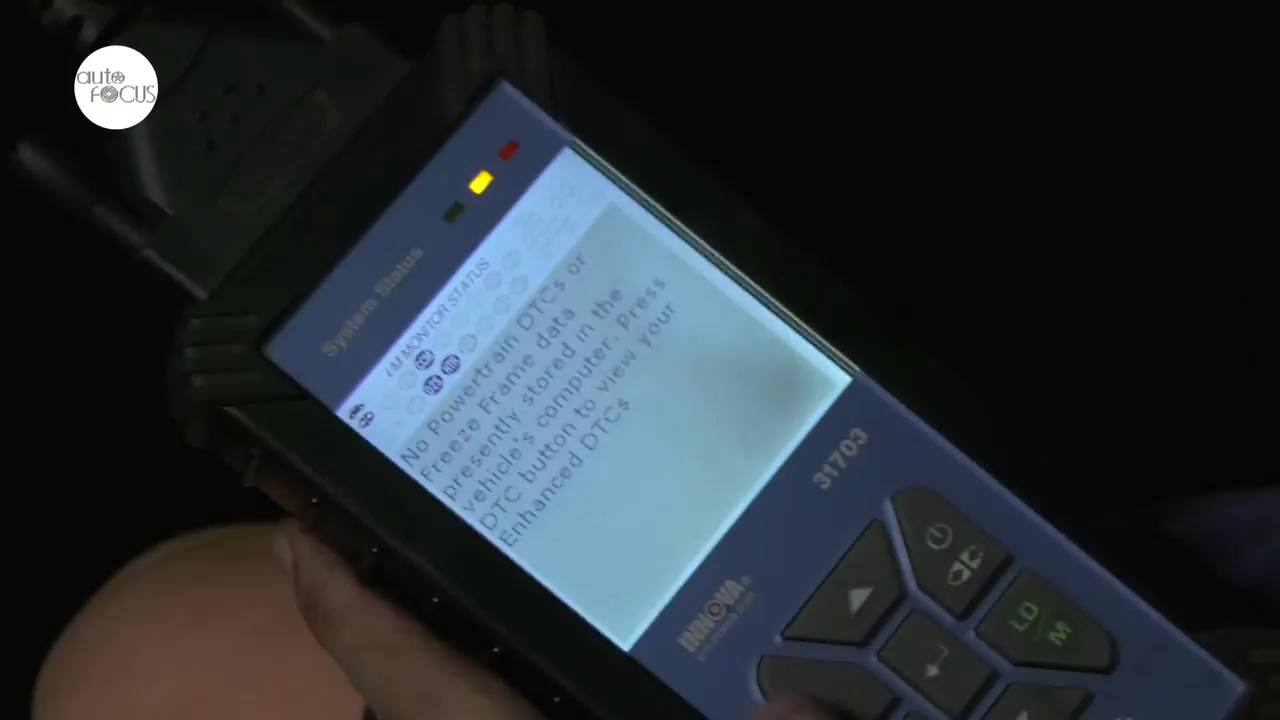 auto
FOCUS
System Status
I/M MONITOR STATUS
No Powertrain DTCs or
Freeze Frame data
presently stored in the
vehicle's computer. Press
DTC button to view your
Enhanced DTCs
31703
INNOVA
LD
M